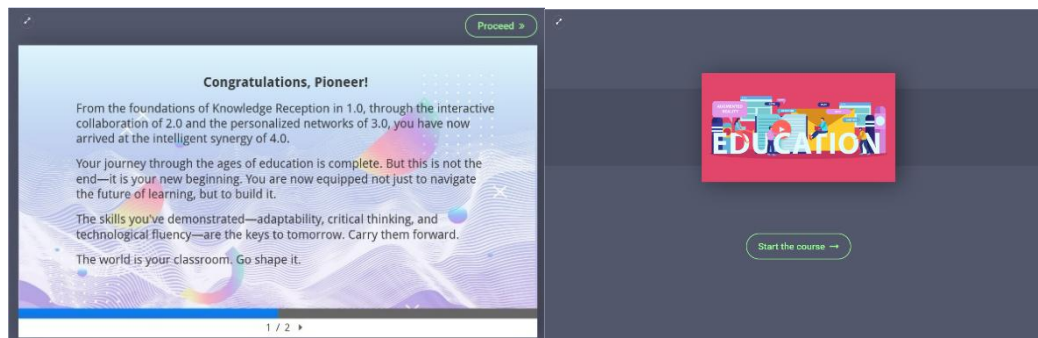 Proceed »
Congratulations, Pioneer!
From the foundations of Knowledge Reception in 1.0, through the interactive
collaboration of 2.0 and the personalized networks of 3.0, you have now
arrived at the intelligent synergy of 4.0.
Your journey through the ages of education is complete. But this is not the
end—it is your new beginning. You are now equipped not just to navigate
the future of learning, but to build it.
The skills you've demonstrated—adaptability, critical thinking, and
technological fluency—are the keys to tomorrow. Carry them forward.
The world is your classroom. Go shape it.
1 / 2
EDUCATION
Start the course →